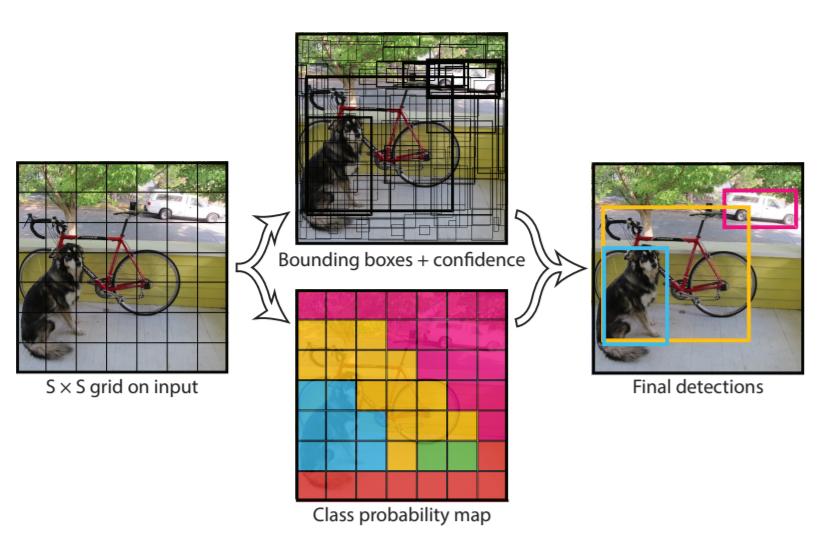 Bounding boxes + confidence
S × S grid on input
Final detections
Class probability map